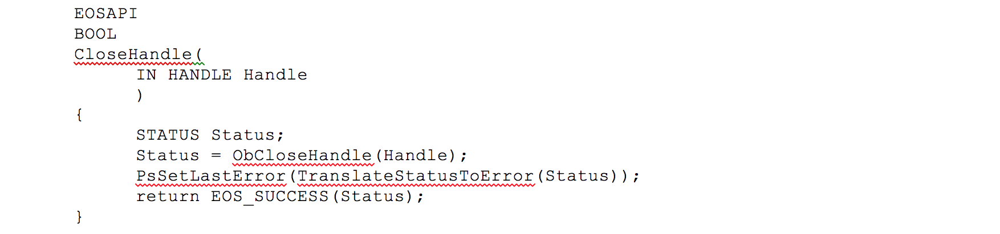 EOSAPI
BOOL
CloseHandle(
IN HANDLE Handle
)
{
STATUS Status;
Status = ObCloseHandle(Handle);
PsSetLastError(TranslateStatusToError(Status));
return EOS_SUCCESS(Status);
}